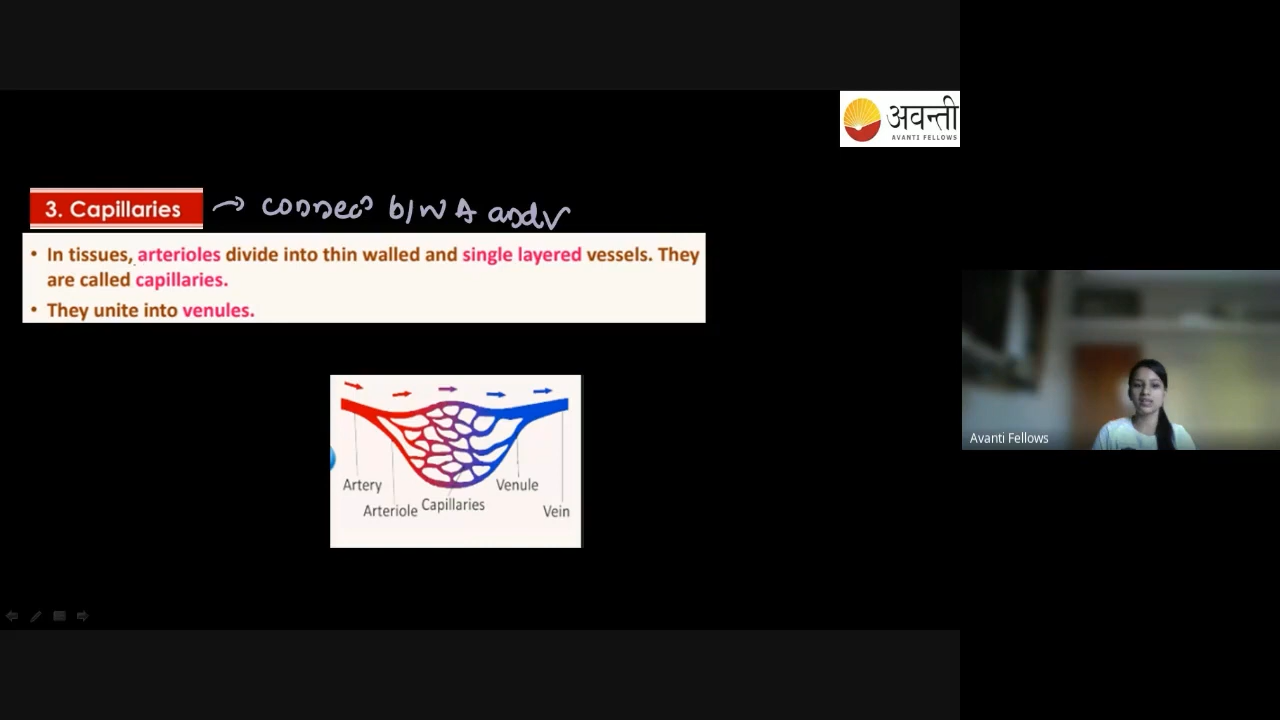 अवन्ती
AVANTI FELLOWS
3. Capillaries → connect b/w A and V
• In tissues, arterioles divide into thin walled and single layered vessels. They
are called capillaries.
• They unite into venules.
Artery
Arteriole
Capillaries
Venule
Vein
Avanti Fellows